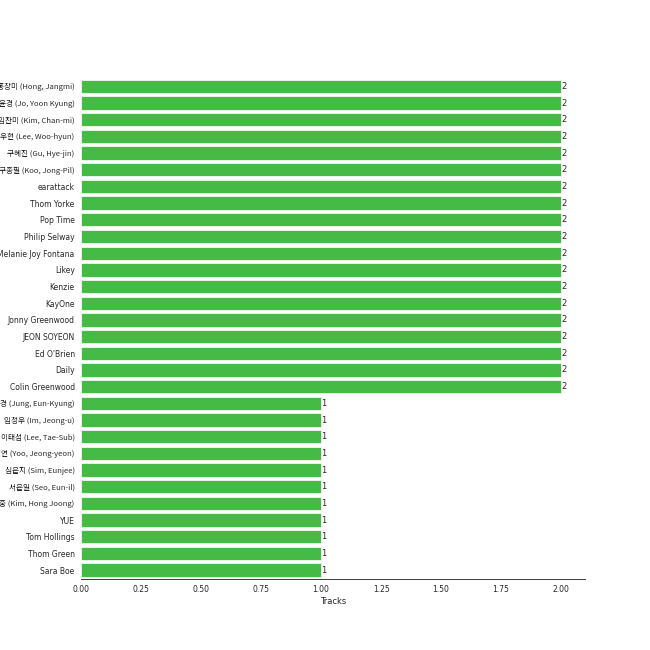 홍장미 (Hong, Jangmi) 2
윤경 (Jo, Yoon Kyung) 2
김찬미 (Kim, Chan-mi) 2
우현 (Lee, Woo-hyun) 2
구혜진 (Gu, Hye-jin) 2
구종필 (Koo, Jong-Pil) 2
earattack 2
Thom Yorke 2
Pop Time 2
Philip Selway 2
Melanie Joy Fontana 2
Likey 2
Kenzie 2
KayOne 2
Jonny Greenwood 2
JEON SOYEON 2
Ed O'Brien 2
Daily 2
Colin Greenwood 2
경 (Jung, Eun-Kyung) 1
임정우 (Im, Jeong-u) 1
이태섭 (Lee, Tae-Sub) 1
연 (Yoo, Jeong-yeon) 1
심은지 (Sim, Eunjee) 1
서은일 (Seo, Eun-il) 1
중 (Kim, Hong Joong) 1
YUE 1
Tom Hollings 1
Thom Green 1
Sara Boe 1
0.00 0.25 0.50 0.75 1.00 1.25 1.50 1.75 2.00
Tracks